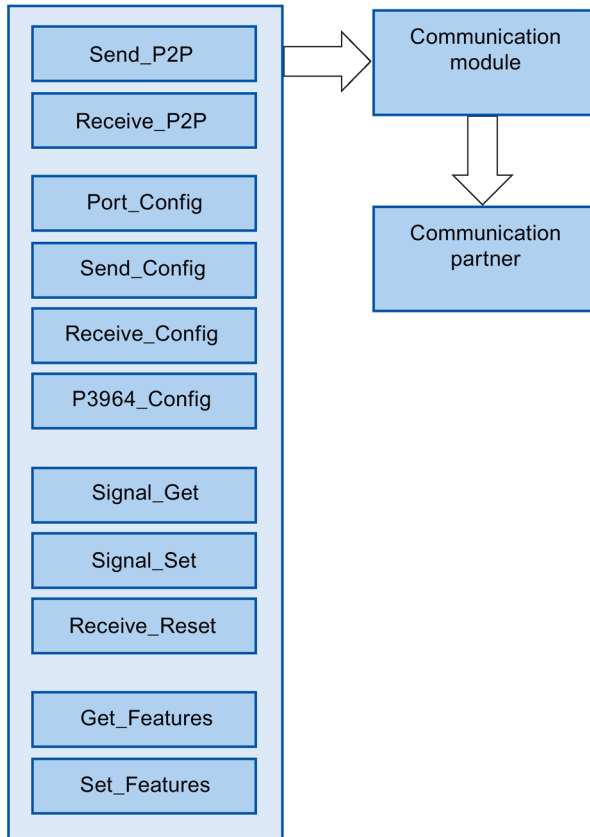 Send_P2P
Receive_P2P
Port_Config
Send_Config
Receive_Config
P3964_Config
Signal_Get
Signal_Set
Receive_Reset
Get_Features
Set_Features
Communication
module
Communication
partner